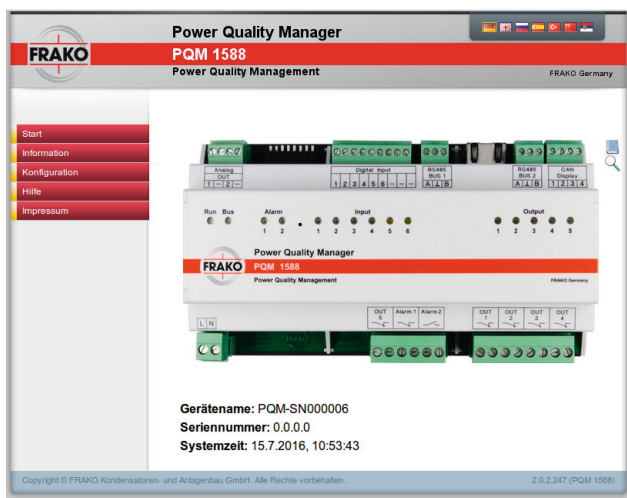 Power Quality Manager
FRAKO
PQM 1588
Power Quality Management
FRAKO Germany
Start
Information
Konfiguration
Hilfe
Impressum
Analog OUT
1 – 2 –
Digital Input
1 2 3 4 5 6 – – –
RS485 BUS 1
A ⊥ B
RS485 BUS 2
A ⊥ B
CAN Display
1 2 3 4
Run Bus Alarm Input Output
1 2 1 2 3 4 5 6 1 2 3 4 5
Power Quality Manager
FRAKO
PQM 1588
Power Quality Management
FRAKO Germany
L N
OUT 5
Alarm 1
Alarm 2
OUT 1
OUT 2
OUT 3
OUT 4
Gerätename: PQM-SN000006
Seriennummer: 0.0.0.0
Systemzeit: 15.7.2016, 10:53:43
Copyright © FRAKO Kondensatoren- und Anlagenbau GmbH. Alle Rechte vorbehalten.
2.0.2.247 (PQM 1588)